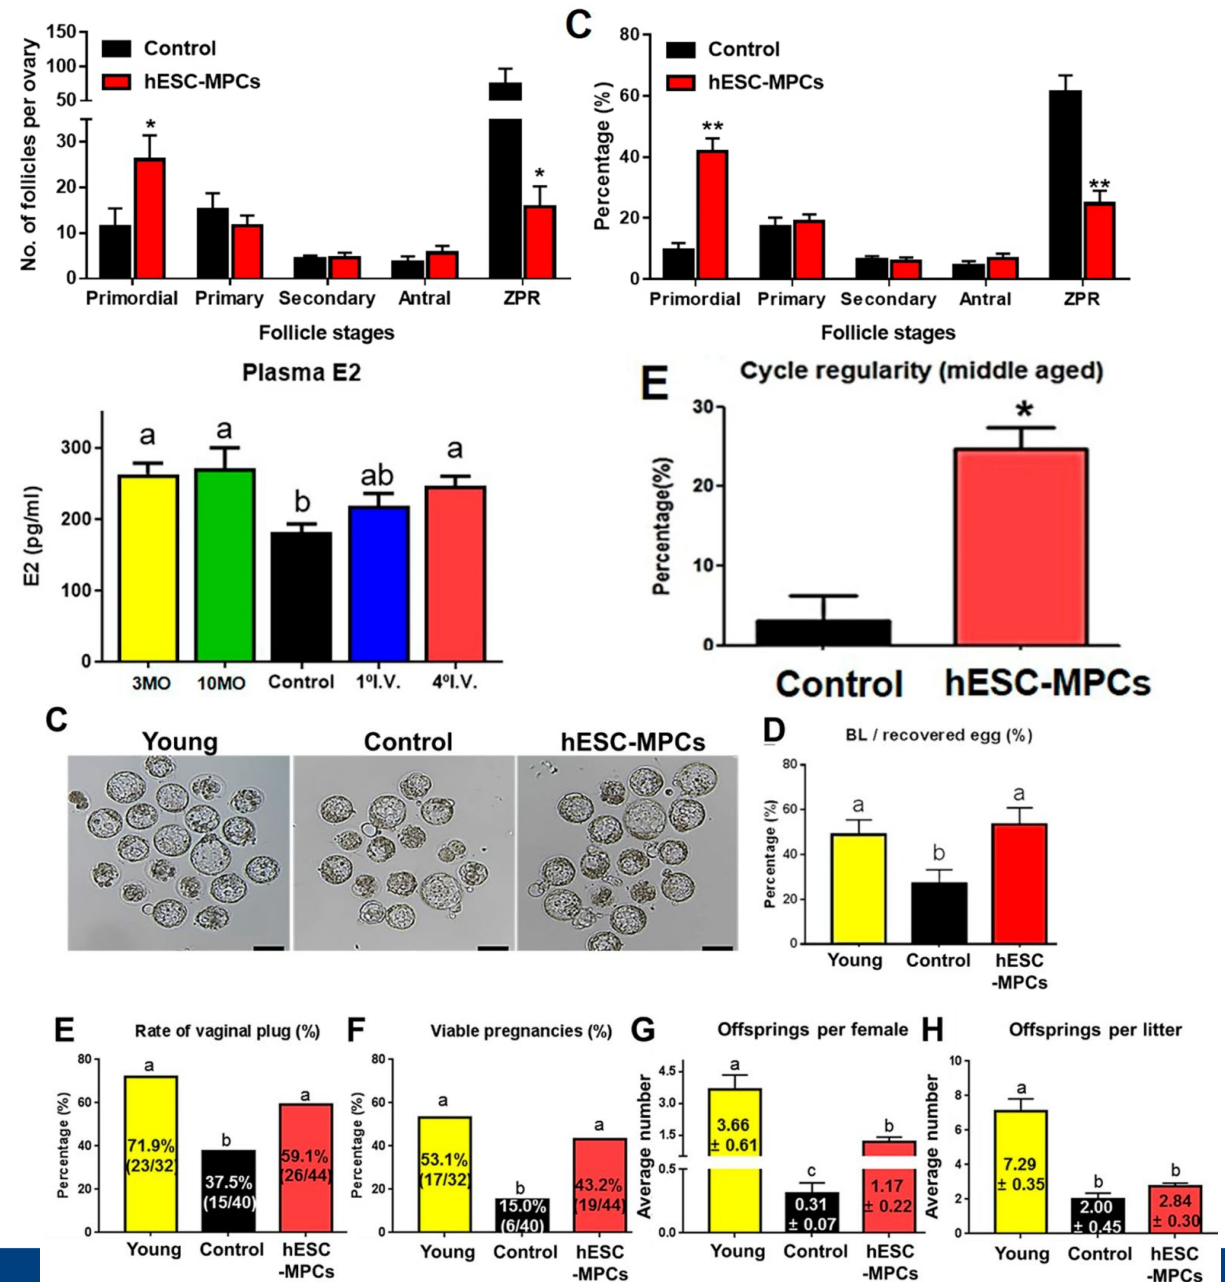 No. of follicles per ovary
150
100
50
30
20
10
0
Control
hESC-MPCs
*
*
Primordial Primary Secondary Antral ZPR
Follicle stages
C
Percentage (%)
80
60
40
20
0
Control
hESC-MPCs
**
**
Primordial Primary Secondary Antral ZPR
Follicle stages
Plasma E2
E2 (pg/ml)
300
200
100
0
a a b ab a
3MO 10MO Control 1ºI.V. 4ºI.V.
E
Cycle regularity (middle aged)
Percentage(%)
30
20
10
0
*
Control hESC-MPCs
C
Young Control hESC-MPCs
D
BL / recovered egg (%)
Percentage (%)
80
60
40
20
0
a b a
Young Control hESC
-MPCs
E
Rate of vaginal plug (%)
Percentage (%)
80
60
40
20
0
a b a
71.9%
(23/32)
37.5%
(15/40)
59.1%
(26/44)
Young Control hESC
-MPCs
F
Viable pregnancies (%)
Percentage (%)
80
60
40
20
0
a b a
53.1%
(17/32)
15.0%
(6/40)
43.2%
(19/44)
Young Control hESC
-MPCs
G
Offsprings per female
Average number
4.5
3.0
1.5
0.5
0.0
a c b
3.66
± 0.61
0.31
± 0.07
1.17
± 0.22
Young Control hESC
-MPCs
H
Offsprings per litter
Average number
10
8
6
4
2
0
a b b
7.29
± 0.35
2.00
± 0.45
2.84
± 0.30
Young Control hESC
-MPCs